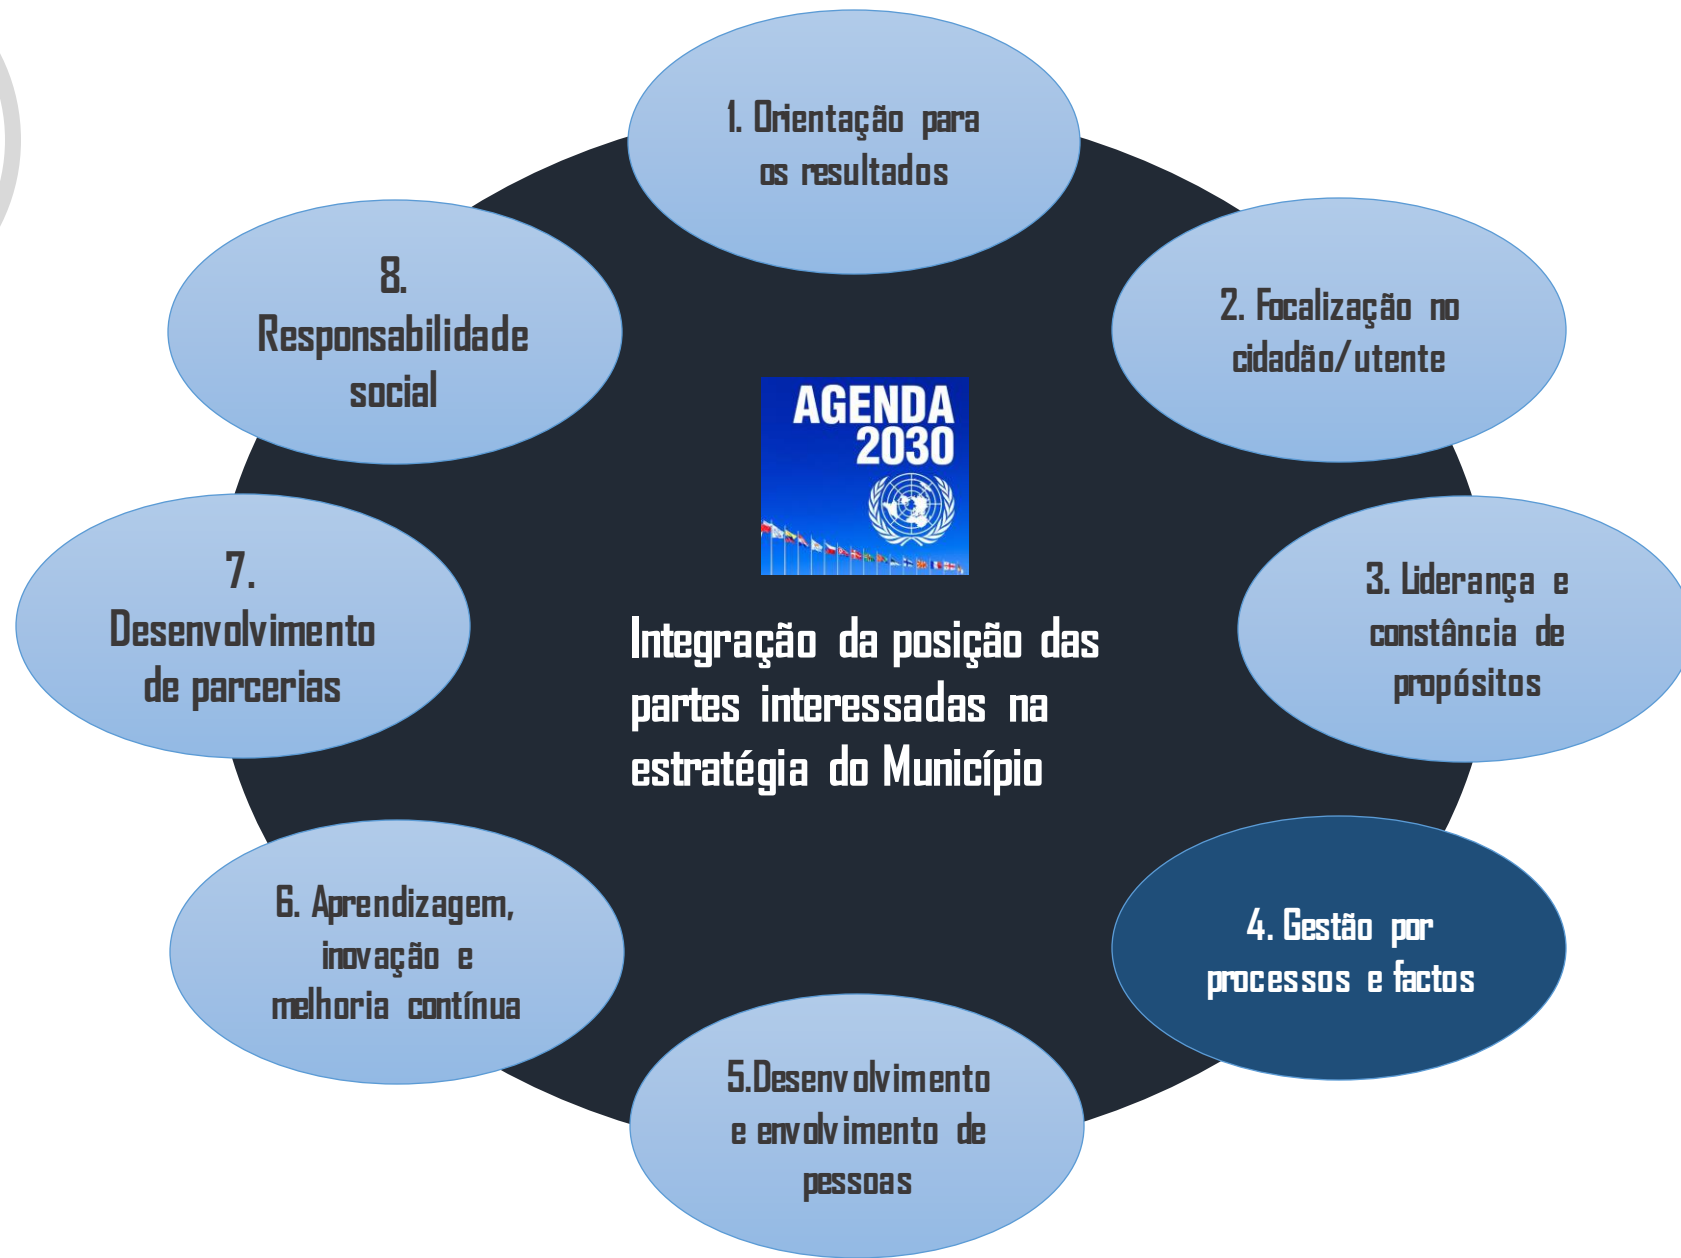 1. Orientação para
os resultados
2. Focalização no
cidadão/utente
3. Liderança e
constância de
propósitos
4. Gestão por
processos e factos
5.Desenvolvimento
e envolvimento de
pessoas
6. Aprendizagem,
inovação e
melhoria contínua
7.
Desenvolvimento
de parcerias
8.
Responsabilidade
social
AGENDA
2030
Integração da posição das
partes interessadas na
estratégia do Município